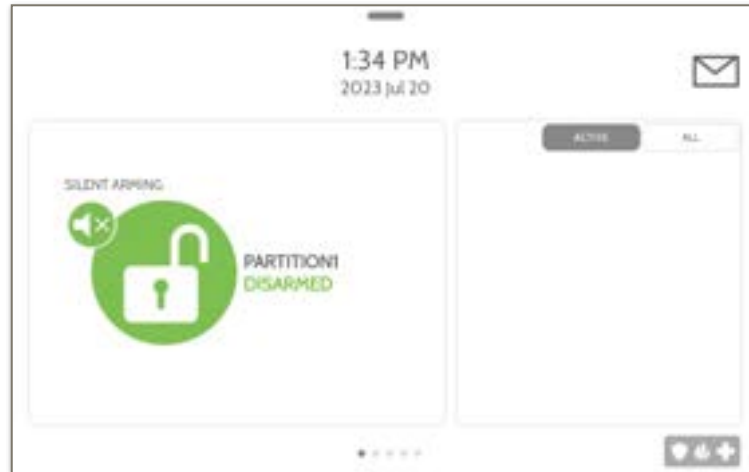 1:34 PM
2023 Jul 20
ACTIVE
ALL
SILENT ARMING
PARTITION1
DISARMED